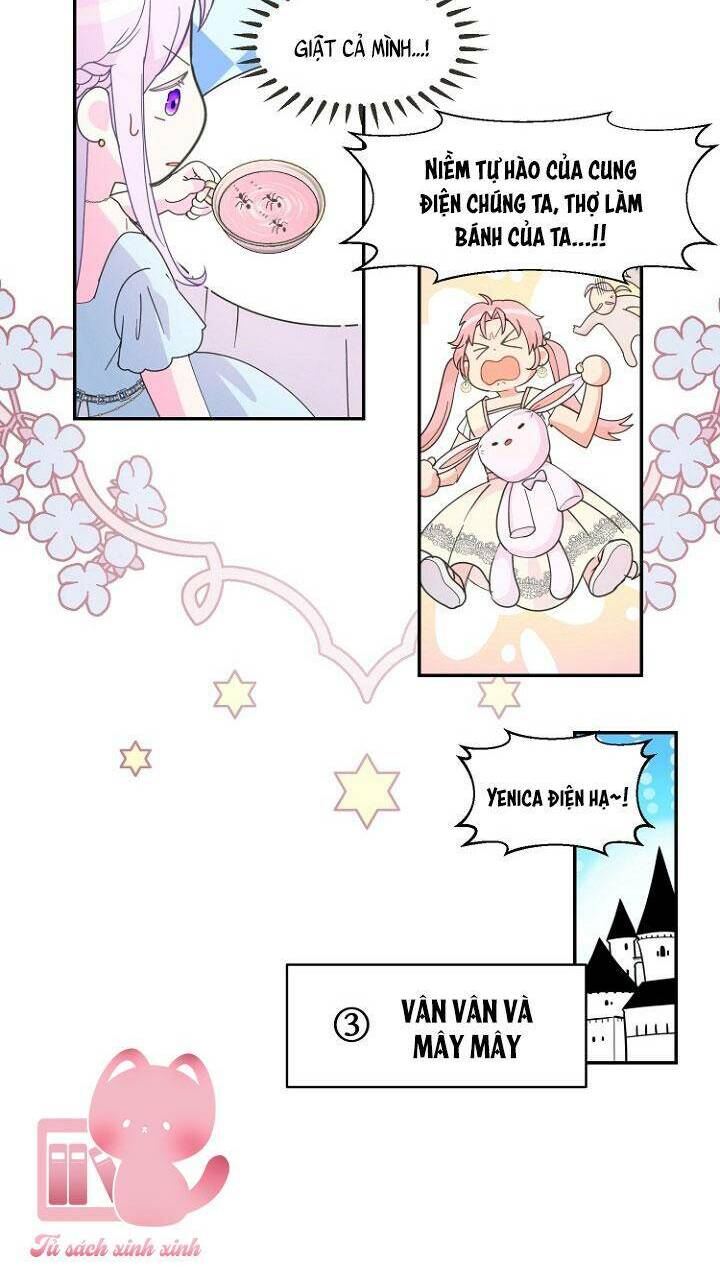 GIẬT CẢ MÌNH...!
NIỀM TỰ HÀO CỦA CUNG
ĐIỆN CHÚNG TA, THỢ LÀM
BÁNH CỦA TA...!!
YENICA ĐIỆN HẠ~!
③ VÂN VÂN VÀ
MÂY MÂY
Tủ sách xinh xinh